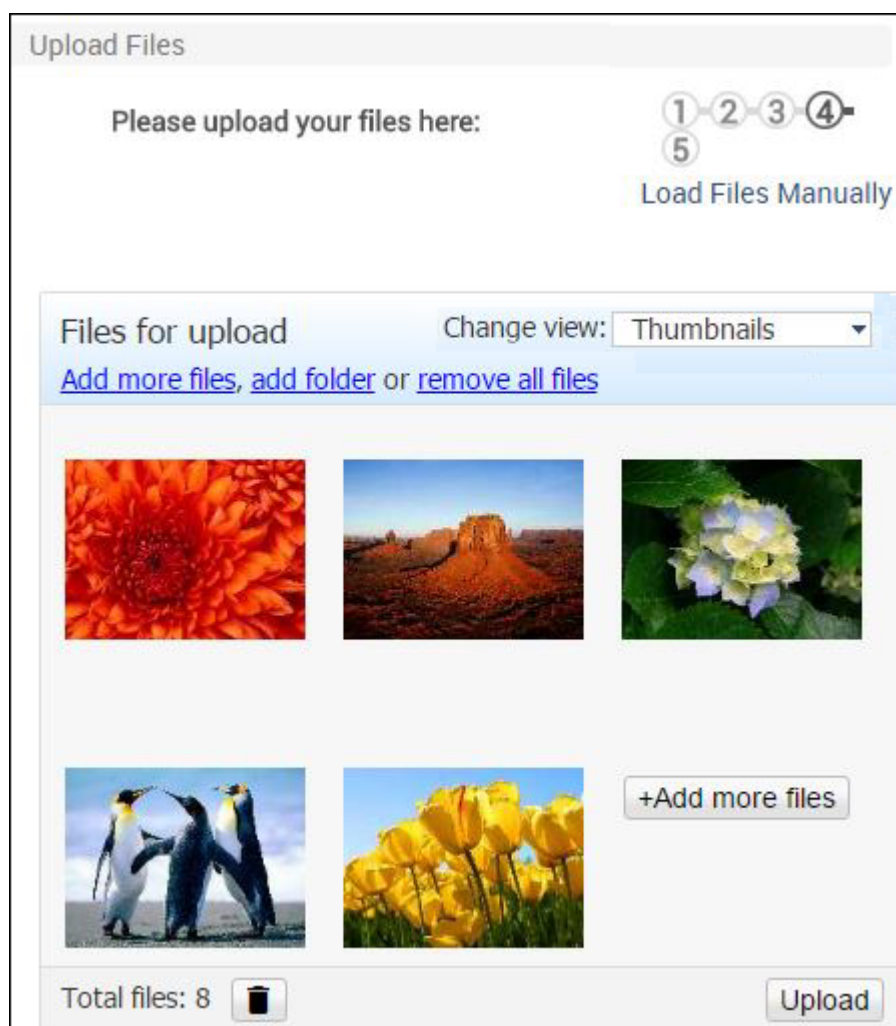 Upload Files
Please upload your files here:
1 2 3 4
5
Load Files Manually
Files for upload
Change view: Thumbnails
Add more files, add folder or remove all files
+Add more files
Total files: 8
Upload